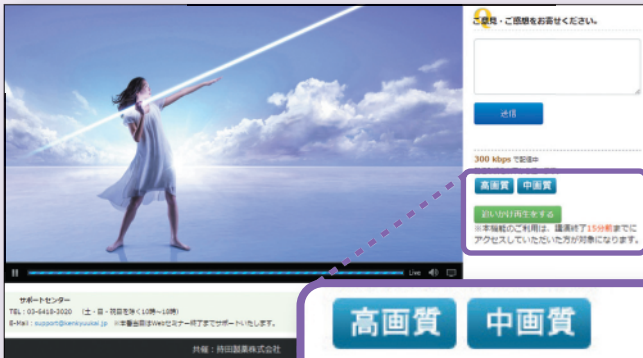 ご意見・ご感想をお寄せください。
送信
300 kbps で配信中
高画質 中画質
追いかけ再生をする
※本機能のご利用は、講演終了15分前までに
アクセスしていただいた方が対象になります。
Live
サポートセンター
TEL：03-6418-3020 （土・日・祝日を除く10時～18時）
E-Mail：support@kenkyuukai.jp ※本番当日はWebセミナー終了までサポートいたします。
共催：持田製薬株式会社
高画質 中画質